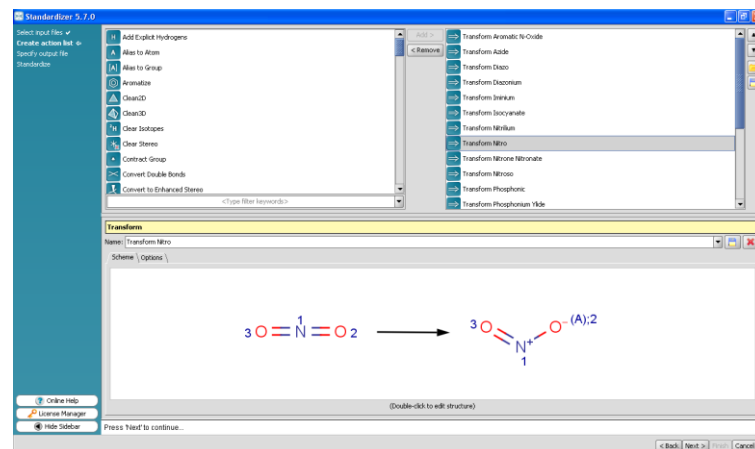 Standardizer 5.7.0
Select input files
Create action list
Specify output file
Standardize
Add Explicit Hydrogens
Alias to Atom
Alias to Group
Aromatize
Clean2D
Clean3D
Clear Isotopes
Clear Stereo
Contract Group
Convert Double Bonds
Convert to Enhanced Stereo
<Type filter keywords>
Add >
< Remove
Transform Aromatic N-Oxide
Transform Azide
Transform Diazo
Transform Diazonium
Transform Iminium
Transform Isocyanate
Transform Nitrilium
Transform Nitro
Transform Nitrone Nitronate
Transform Nitroso
Transform Phosphonic
Transform Phosphonium Ylide
Transform
Name: Transform Nitro
Scheme Options
3 O N O 2
1
3 O O - (A);2
N+
1
(Double-click to edit structure)
Online Help
License Manager
Hide Sidebar
Press 'Next' to continue...
< Back Next > Finish Cancel